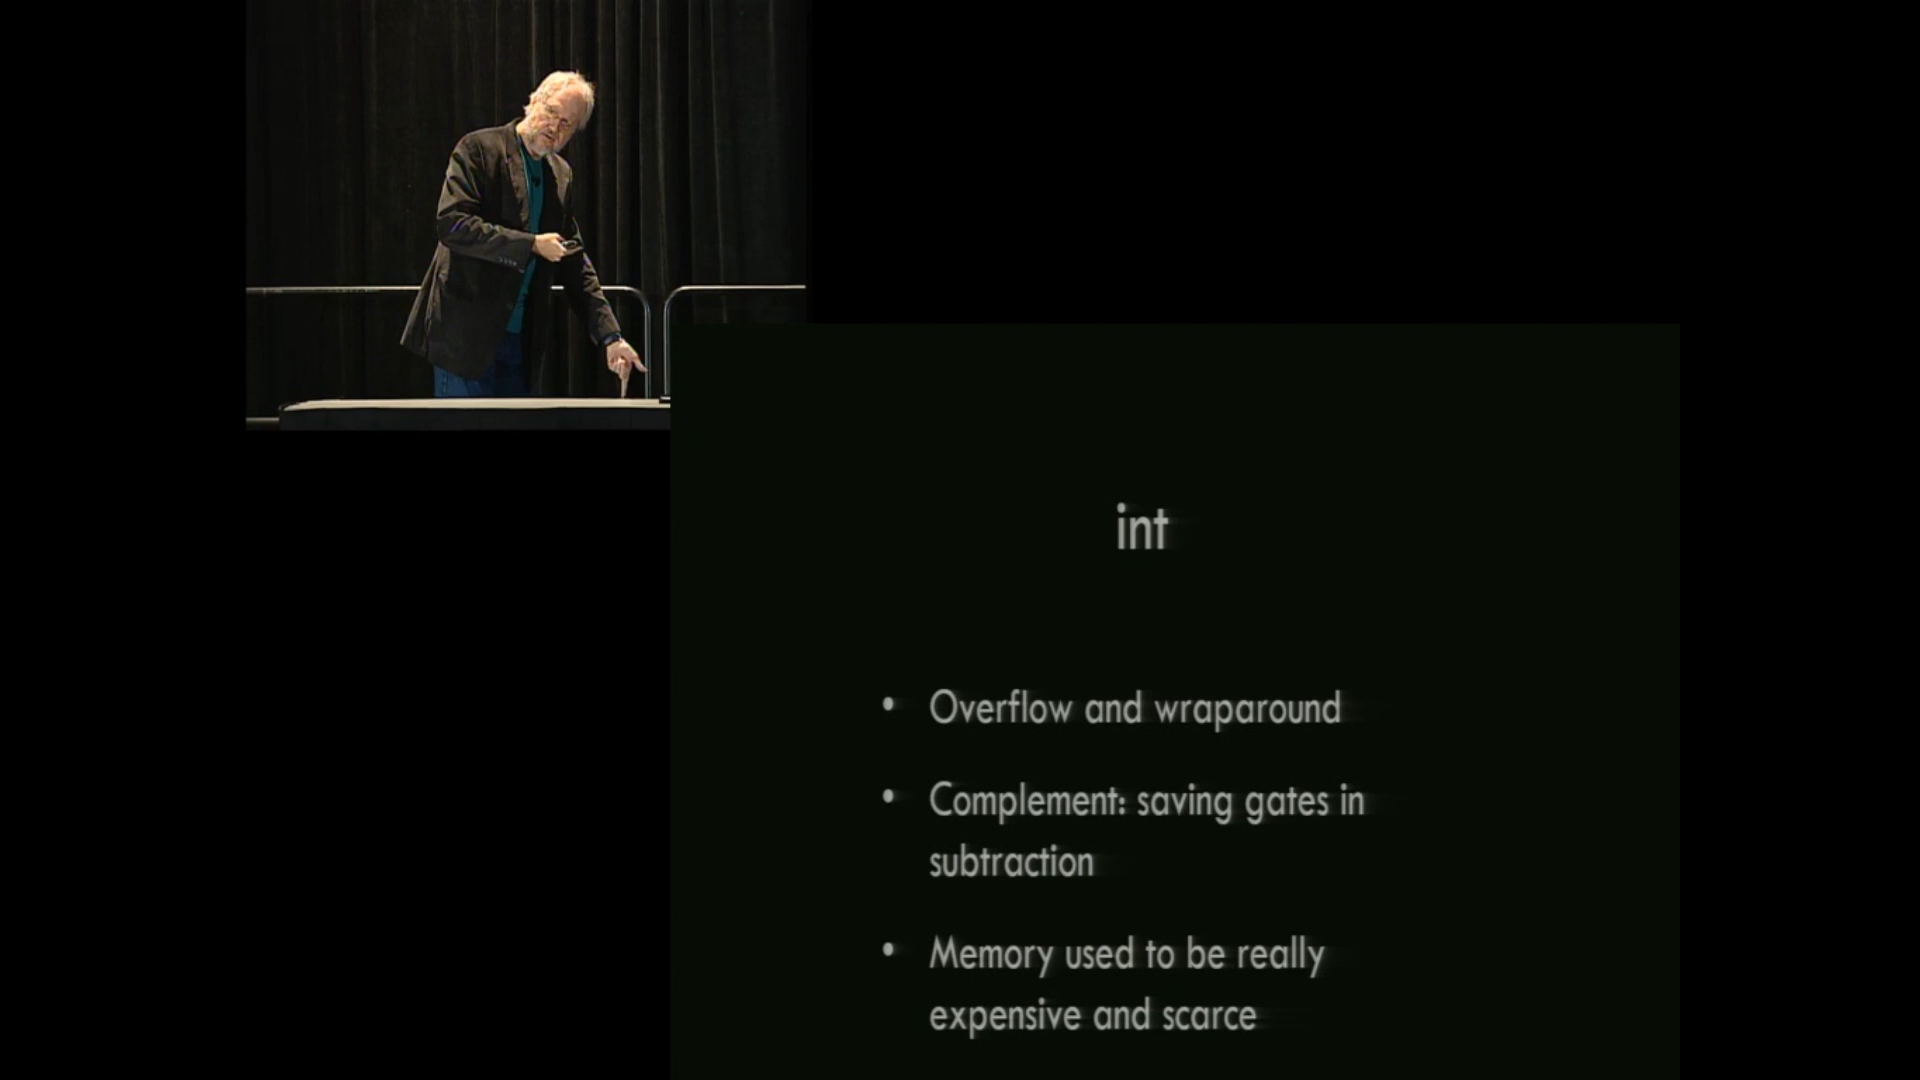 int
• Overflow and wraparound
• Complement: saving gates in
subtraction
• Memory used to be really
expensive and scarce